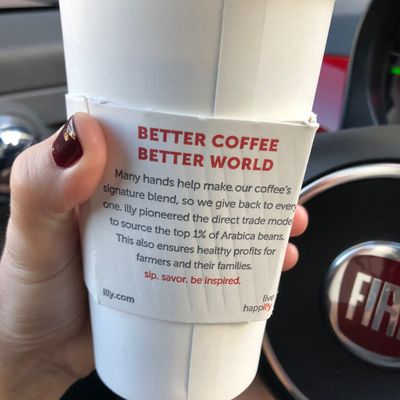 BETTER COFFEE
BETTER WORLD
Many hands help make our coffee's
signature blend, so we give back to every
one. illy pioneered the direct trade model
to source the top 1% of Arabica beans.
This also ensures healthy profits for
farmers and their families.
sip. savor. be inspired.
illy.com
live
happilly
FIA